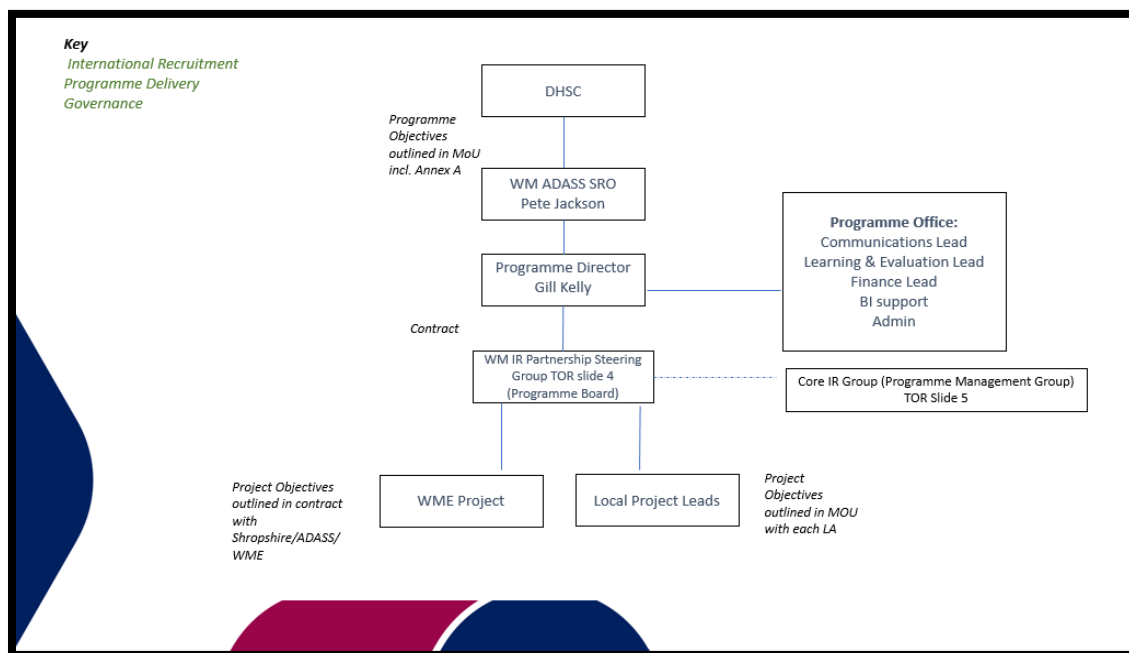 Key
International Recruitment
Programme Delivery
Governance
DHSC
Programme
Objectives
outlined in MoU
incl. Annex A
WM ADASS SRO
Pete Jackson
Programme Director
Gill Kelly
Programme Office:
Communications Lead
Learning & Evaluation Lead
Finance Lead
BI support
Admin
Contract
WM IR Partnership Steering
Group TOR slide 4
(Programme Board)
Core IR Group (Programme Management Group)
TOR Slide 5
Project Objectives
outlined in contract
with
Shropshire/ADASS/
WME
WME Project
Local Project Leads
Project
Objectives
outlined in MOU
with each LA